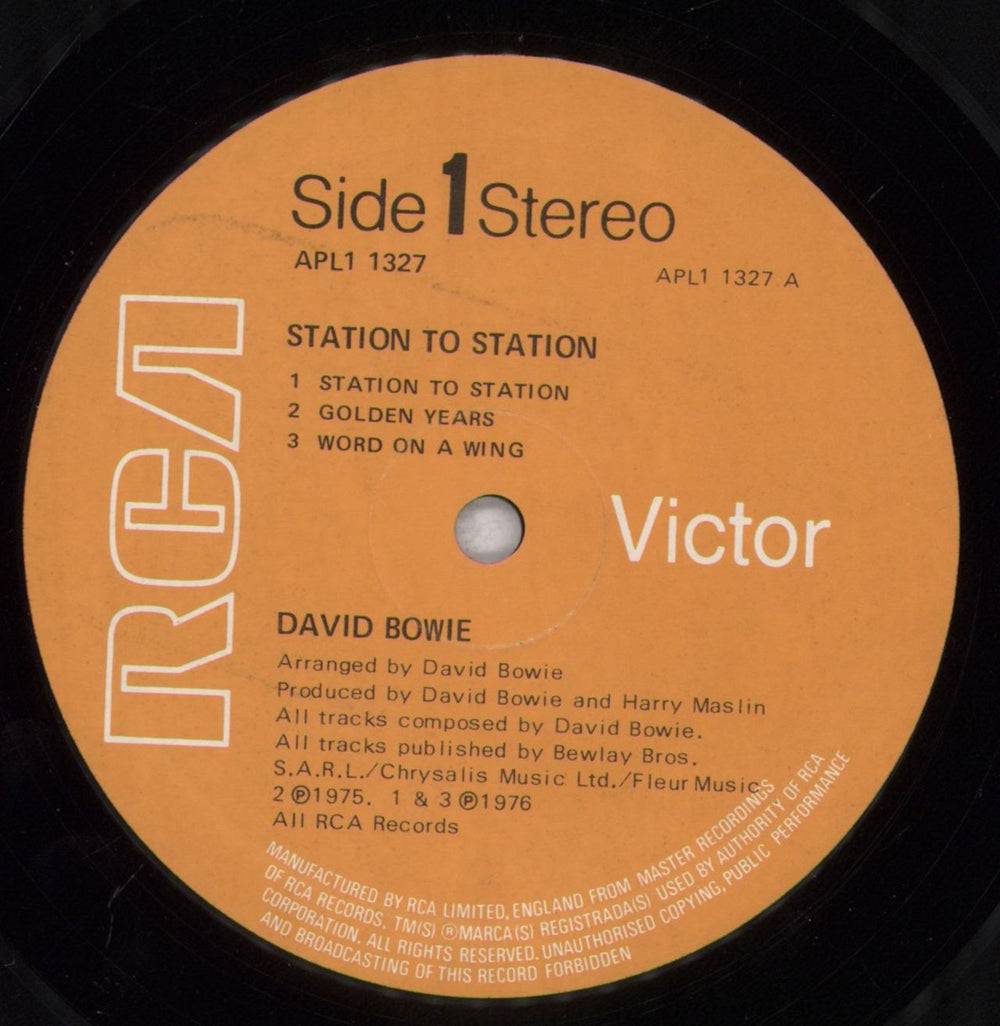 Side 1 Stereo
APL1 1327
APL1 1327 A
STATION TO STATION
1 STATION TO STATION
2 GOLDEN YEARS
3 WORD ON A WING
RCA
Victor
DAVID BOWIE
Arranged by David Bowie
Produced by David Bowie and Harry Maslin
All tracks composed by David Bowie.
All tracks published by Bewlay Bros.
S.A.R.L./Chrysalis Music Ltd./Fleur Music
2 ℗1975. 1 & 3 ℗1976
All RCA Records
MANUFACTURED BY RCA LIMITED, ENGLAND FROM MASTER RECORDINGS
OF RCA RECORDS. TM(S) ® MARCA(S) REGISTRADA(S) USED BY AUTHORITY OF RCA
CORPORATION. ALL RIGHTS RESERVED. UNAUTHORISED COPYING, PUBLIC PERFORMANCE
AND BROADCASTING OF THIS RECORD FORBIDDEN